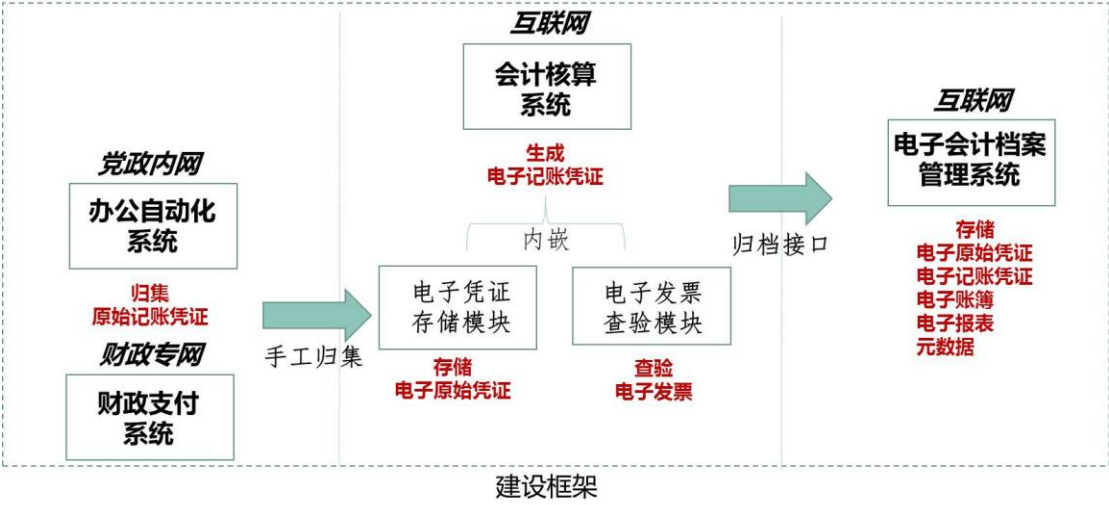 党政内网
办公自动化
系统
归集
原始记账凭证
财政专网
财政支付
系统
手工归集
互联网
会计核算
系统
生成
电子记账凭证
内嵌
电子凭证
存储模块
存储
电子原始凭证
电子发票
查验模块
查验
电子发票
归档接口
互联网
电子会计档案
管理系统
存储
电子原始凭证
电子记账凭证
电子账簿
电子报表
元数据
建设框架